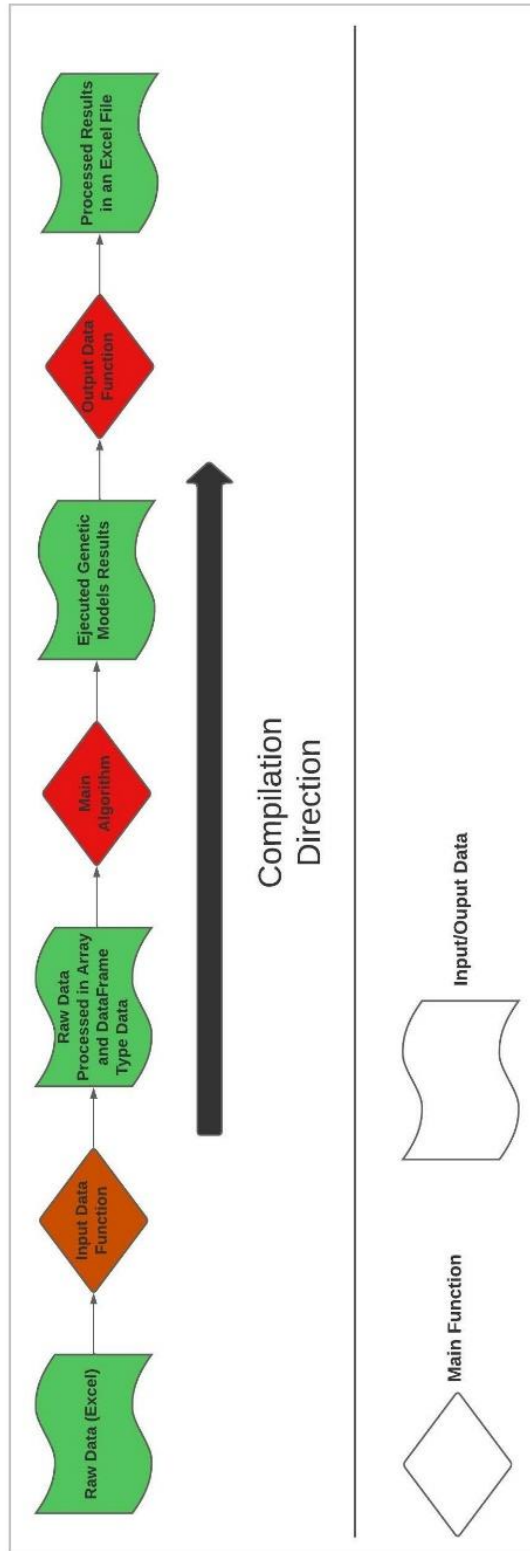 Raw Data (Excel)
Input Data
Function
Raw Data
Processed in Array
and DataFrame
Type Data
Main
Algorithm
Ejecuted Genetic
Models Results
Output Data
Function
Processed Results
in an Excel File
Compilation
Direction
Main Function
Input/Ouput Data